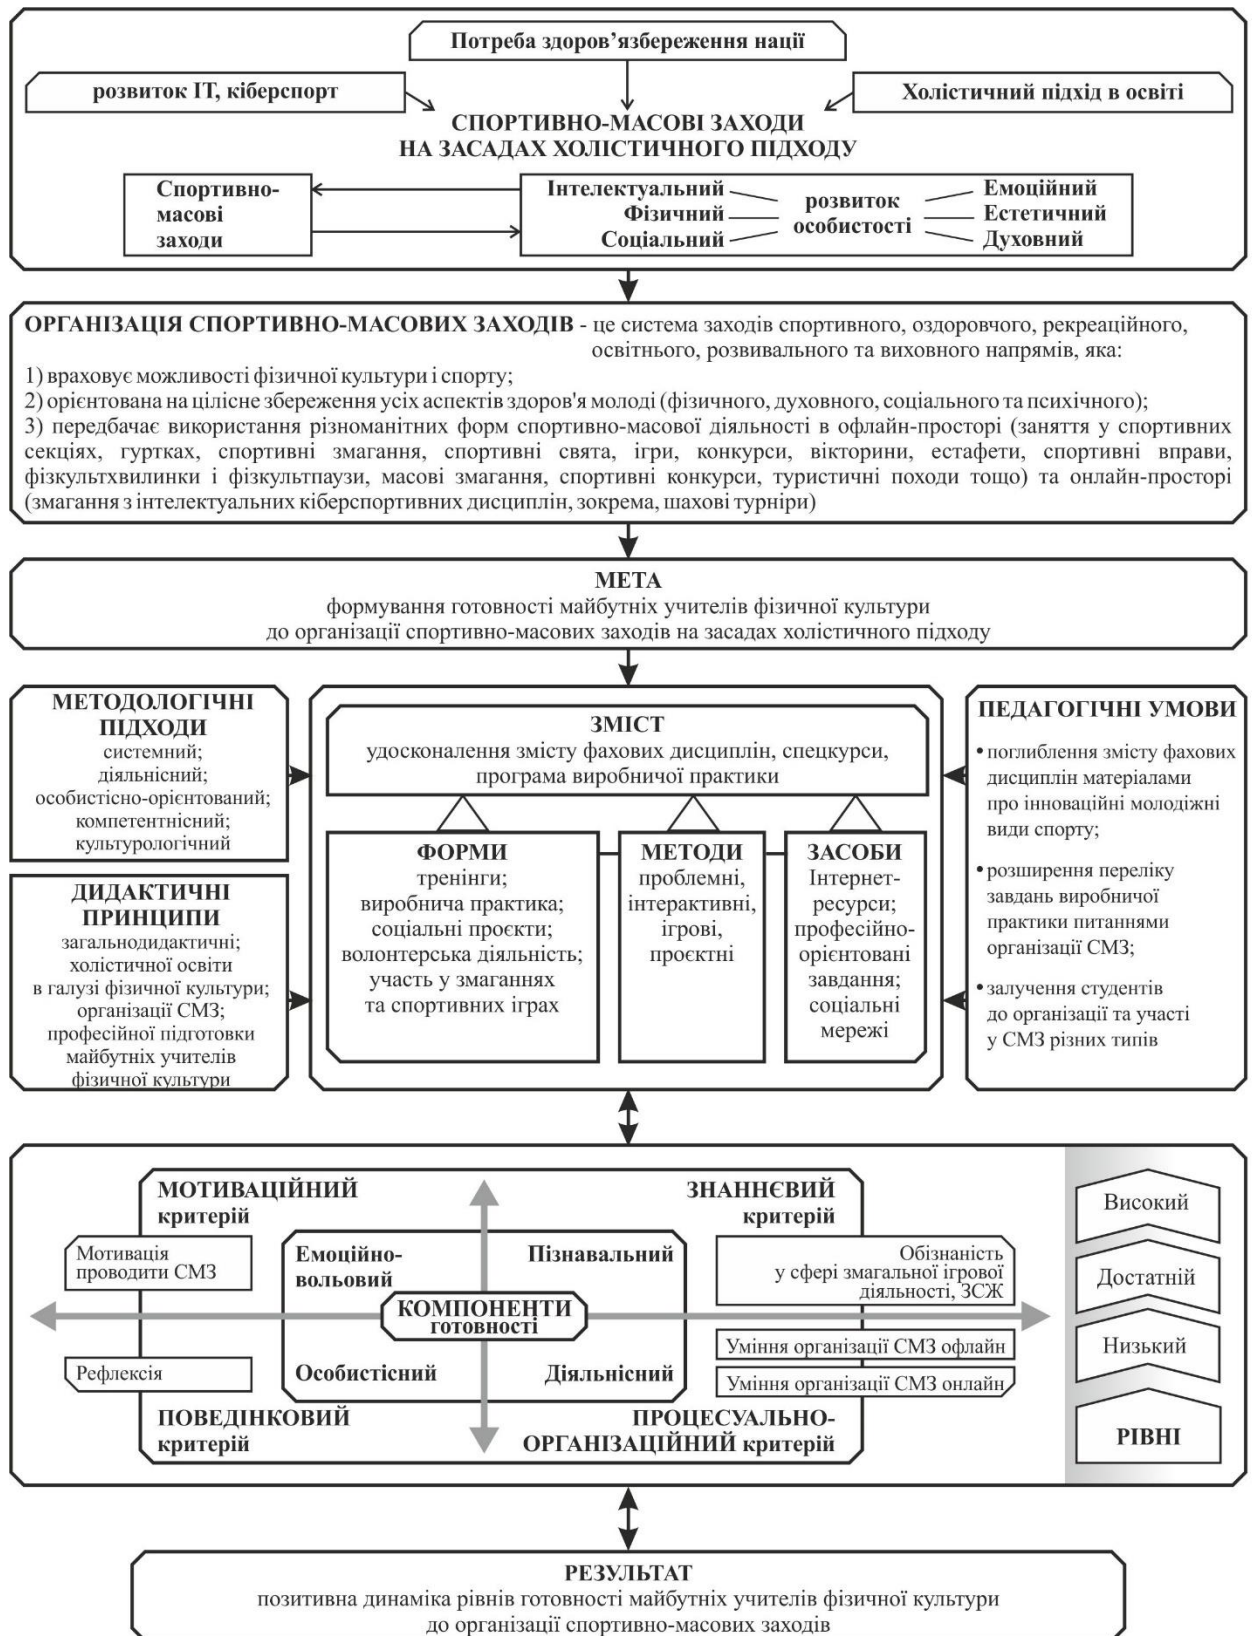 Потреба здоров’язбереження нації
розвиток ІТ, кіберспорт
Холістичний підхід в освіті
СПОРТИВНО-МАСОВІ ЗАХОДИ
НА ЗАСАДАХ ХОЛІСТИЧНОГО ПІДХОДУ
Спортивно-
масові
заходи
Інтелектуальний
Фізичний
Соціальний
розвиток
особистості
Емоційний
Естетичний
Духовний
ОРГАНІЗАЦІЯ СПОРТИВНО-МАСОВИХ ЗАХОДІВ - це система заходів спортивного, оздоровчого, рекреаційного,
освітнього, розвивального та виховного напрямів, яка:
1) враховує можливості фізичної культури і спорту;
2) орієнтована на цілісне збереження усіх аспектів здоров'я молоді (фізичного, духовного, соціального та психічного);
3) передбачає використання різноманітних форм спортивно-масової діяльності в офлайн-просторі (заняття у спортивних
секціях, гуртках, спортивні змагання, спортивні свята, ігри, конкурси, вікторини, естафети, спортивні вправи,
фізкультхвилинки і фізкультпаузи, масові змагання, спортивні конкурси, туристичні походи тощо) та онлайн-просторі
(змагання з інтелектуальних кіберспортивних дисциплін, зокрема, шахові турніри)
МЕТА
формування готовності майбутніх учителів фізичної культури
до організації спортивно-масових заходів на засадах холістичного підходу
МЕТОДОЛОГІЧНІ
ПІДХОДИ
системний;
діяльнісний;
особистісно-орієнтований;
компетентнісний;
культурологічний
ДИДАКТИЧНІ
ПРИНЦИПИ
загальнодидактичні;
холістичної освіти
в галузі фізичної культури;
організації СМЗ;
професійної підготовки
майбутніх учителів
фізичної культури
ЗМІСТ
удосконалення змісту фахових дисциплін, спецкурси,
програма виробничої практики
ФОРМИ
тренінги;
виробнича практика;
соціальні проєкти;
волонтерська діяльність;
участь у змаганнях
та спортивних іграх
МЕТОДИ
проблемні,
інтерактивні,
ігрові,
проєктні
ЗАСОБИ
Інтернет-
ресурси;
професійно-
орієнтовані
завдання;
соціальні
мережі
ПЕДАГОГІЧНІ УМОВИ
• поглиблення змісту фахових
дисциплін матеріалами
про інноваційні молодіжні
види спорту;
• розширення переліку
завдань виробничої
практики питаннями
організації СМЗ;
• залучення студентів
до організації та участі
у СМЗ різних типів
МОТИВАЦІЙНИЙ
критерій
ЗНАННЄВИЙ
критерій
Мотивація
проводити СМЗ
Емоційно-
вольовий
Пізнавальний
Обізнаність
у сфері змагальної ігрової
діяльності, ЗСЖ
КОМПОНЕНТИ
готовності
Рефлексія
Особистісний
Діяльнісний
Уміння організації СМЗ офлайн
Уміння організації СМЗ онлайн
ПОВЕДІНКОВИЙ
критерій
ПРОЦЕСУАЛЬНО-
ОРГАНІЗАЦІЙНИЙ критерій
Високий
Достатній
Низький
РІВНІ
РЕЗУЛЬТАТ
позитивна динаміка рівнів готовності майбутніх учителів фізичної культури
до організації спортивно-масових заходів